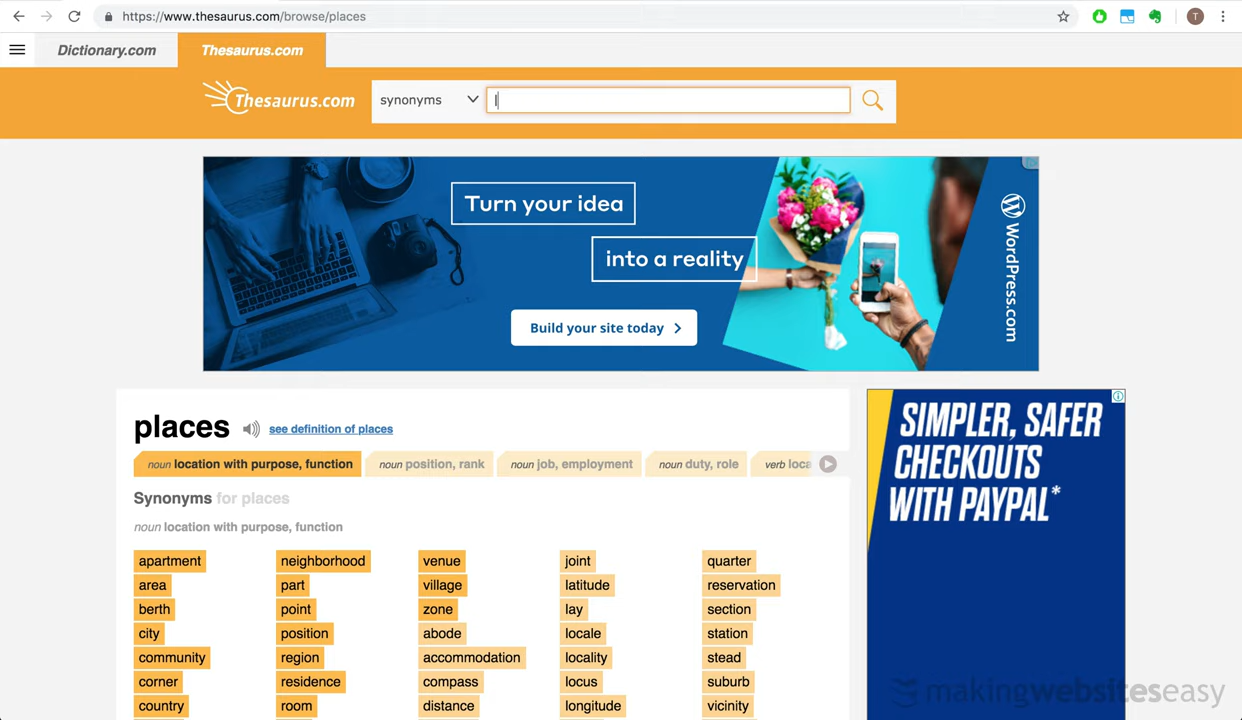 https://www.thesaurus.com/browse/places
T
Dictionary.com
Thesaurus.com
Thesaurus.com
synonyms
l
Turn your idea
into a reality
Build your site today
WordPress.com
places
see definition of places
noun location with purpose, function
noun position, rank
noun job, employment
noun duty, role
verb loca
Synonyms for places
noun location with purpose, function
apartment neighborhood venue joint quarter
area part village latitude reservation
berth point zone lay section
city position abode locale station
community region accommodation locality stead
corner residence compass locus suburb
country room distance longitude vicinity
SIMPLER, SAFER
CHECKOUTS
WITH PAYPAL*
makingwebsiteseasy